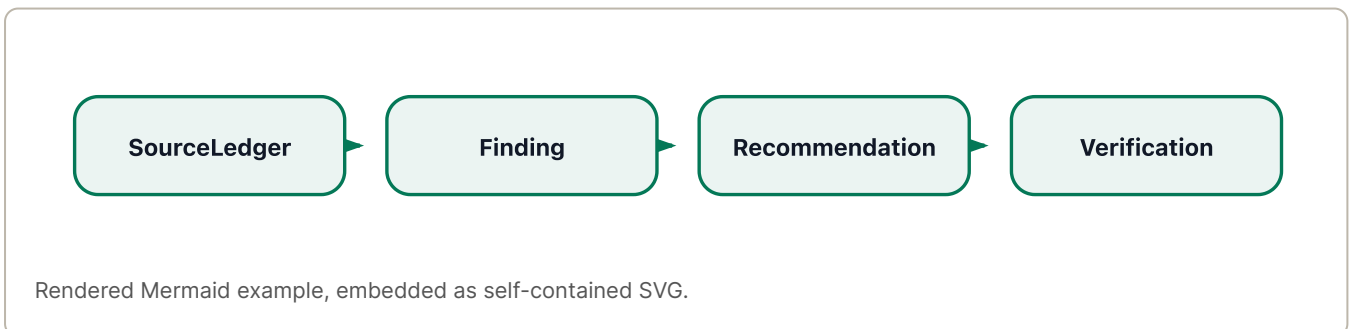 SourceLedger
Finding
Recommendation
Verification
Rendered Mermaid example, embedded as self-contained SVG.